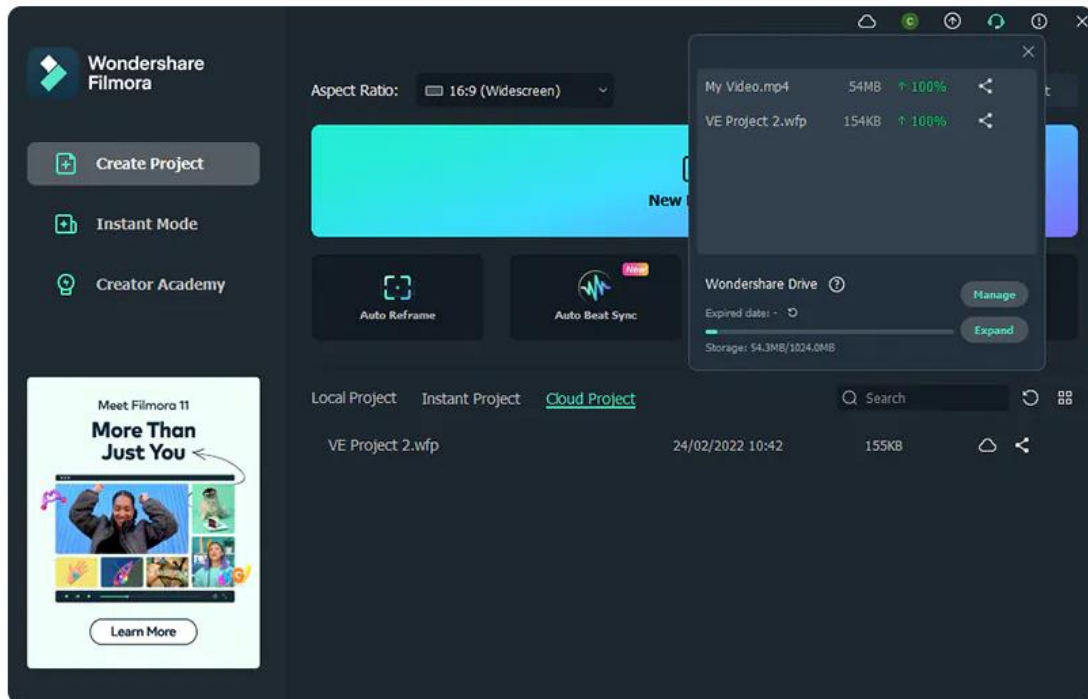 C
Wondershare
Filmora
Create Project
Instant Mode
Creator Academy
Meet Filmora 11
More Than
Just You
Learn More
Aspect Ratio:
16:9 (Widescreen)
New
Auto Reframe
New
Auto Beat Sync
My Video.mp4 54MB ↑ 100%
VE Project 2.wfp 154KB ↑ 100%
Wondershare Drive ?
Expired date: -
Storage: 54.3MB/1024.0MB
Manage
Expand
Local Project Instant Project Cloud Project
Search
VE Project 2.wfp 24/02/2022 10:42 155KB